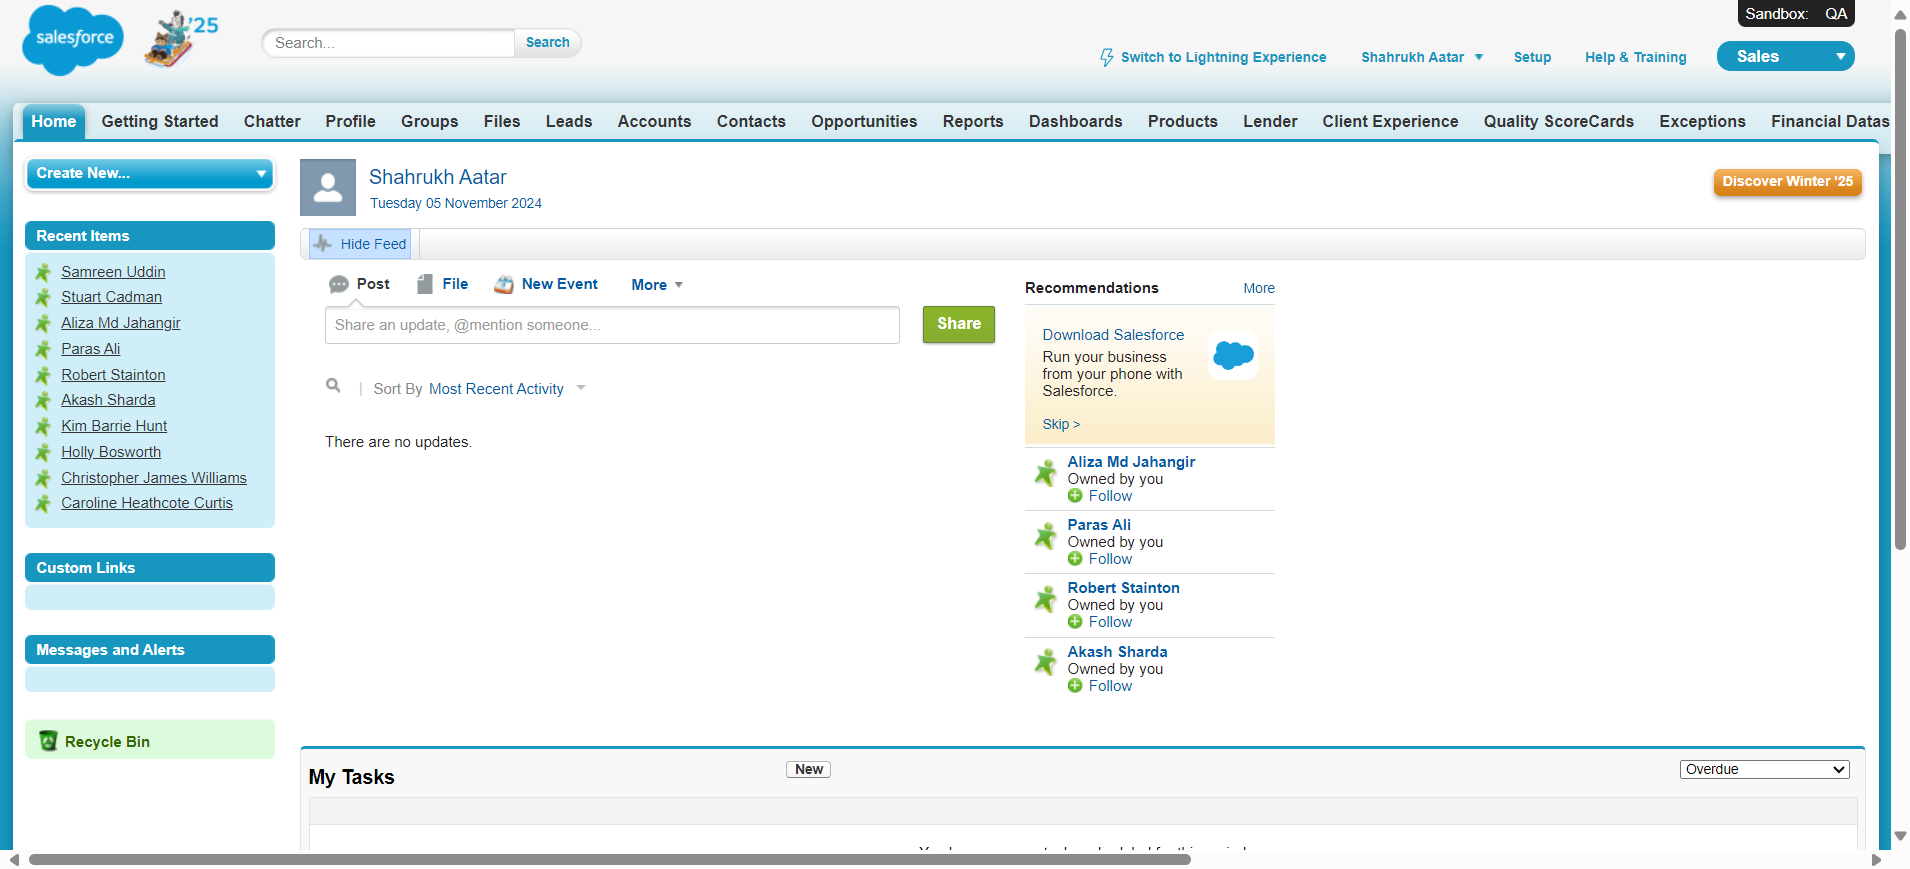 Sandbox: QA
salesforce
'25
Search...
Search
Switch to Lightning Experience
Shahrukh Aatar
Setup
Help & Training
Sales
Home
Getting Started
Chatter
Profile
Groups
Files
Leads
Accounts
Contacts
Opportunities
Reports
Dashboards
Products
Lender
Client Experience
Quality ScoreCards
Exceptions
Financial Datas
Create New...
Recent Items
Samreen Uddin
Stuart Cadman
Aliza Md Jahangir
Paras Ali
Robert Stainton
Akash Sharda
Kim Barrie Hunt
Holly Bosworth
Christopher James Williams
Caroline Heathcote Curtis
Custom Links
Messages and Alerts
Recycle Bin
Shahrukh Aatar
Tuesday 05 November 2024
Discover Winter '25
Hide Feed
Post
File
New Event
More
Share an update, @mention someone...
Share
Sort By Most Recent Activity
There are no updates.
Recommendations
More
Download Salesforce
Run your business
from your phone with
Salesforce.
Skip >
Aliza Md Jahangir
Owned by you
Follow
Paras Ali
Owned by you
Follow
Robert Stainton
Owned by you
Follow
Akash Sharda
Owned by you
Follow
My Tasks
New
Overdue